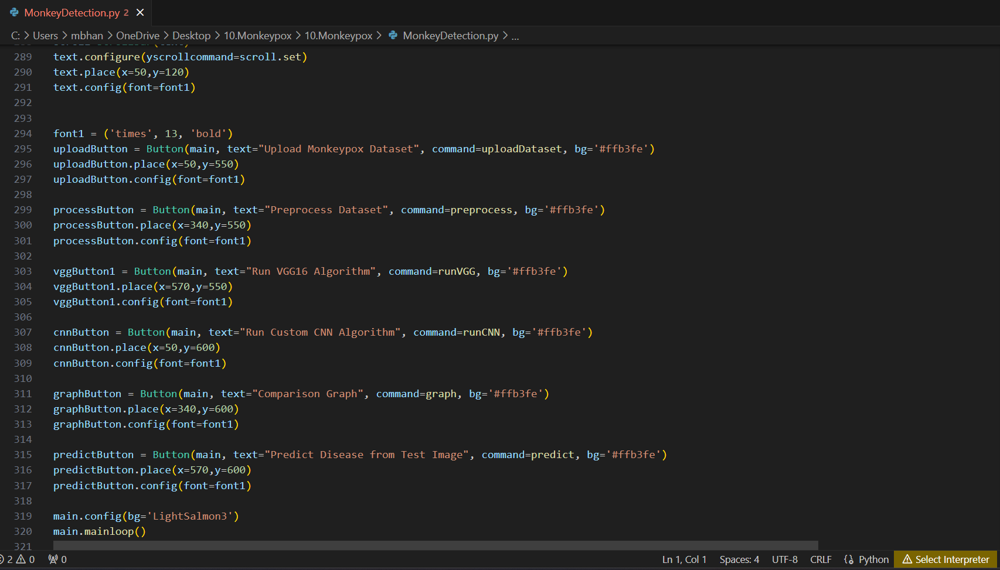 MonkeyDetection.py 2
C: > Users > mbhan > OneDrive > Desktop > 10.Monkeypox > 10.Monkeypox > MonkeyDetection.py > ...
289 text.configure(yscrollcommand=scroll.set)
290 text.place(x=50,y=120)
291 text.config(font=font1)
292
293
294 font1 = ('times', 13, 'bold')
295 uploadButton = Button(main, text="Upload Monkeypox Dataset", command=uploadDataset, bg='#ffb3fe')
296 uploadButton.place(x=50,y=550)
297 uploadButton.config(font=font1)
298
299 processButton = Button(main, text="Preprocess Dataset", command=preprocess, bg='#ffb3fe')
300 processButton.place(x=340,y=550)
301 processButton.config(font=font1)
302
303 vggButton1 = Button(main, text="Run VGG16 Algorithm", command=runVGG, bg='#ffb3fe')
304 vggButton1.place(x=570,y=550)
305 vggButton1.config(font=font1)
306
307 cnnButton = Button(main, text="Run Custom CNN Algorithm", command=runCNN, bg='#ffb3fe')
308 cnnButton.place(x=50,y=600)
309 cnnButton.config(font=font1)
310
311 graphButton = Button(main, text="Comparison Graph", command=graph, bg='#ffb3fe')
312 graphButton.place(x=340,y=600)
313 graphButton.config(font=font1)
314
315 predictButton = Button(main, text="Predict Disease from Test Image", command=predict, bg='#ffb3fe')
316 predictButton.place(x=570,y=600)
317 predictButton.config(font=font1)
318
319 main.config(bg='LightSalmon3')
320 main.mainloop()
321
2 0 0 Ln 1, Col 1 Spaces: 4 UTF-8 CRLF Python Select Interpreter